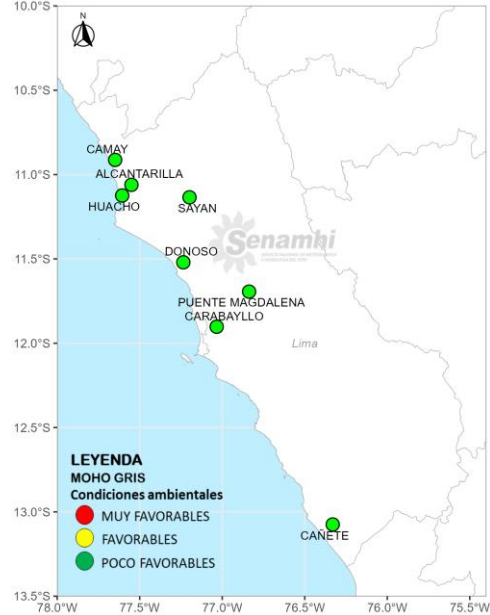 10.0°S
10.5°S
CAMAY
11.0°S
ALCANTARILLA
HUACHO
SAYAN
Senamhi
DONOSO
11.5°S
PUENTE MAGDALENA
CARABAYLLO
12.0°S
Lima
12.5°S
LEYENDA
MOHO GRIS
Condiciones ambientales
MUY FAVORABLES
FAVORABLES
POCO FAVORABLES
13.0°S
CAÑETE
13.5°S
78.0°W 77.5°W 77.0°W 76.5°W 76.0°W 75.5°W